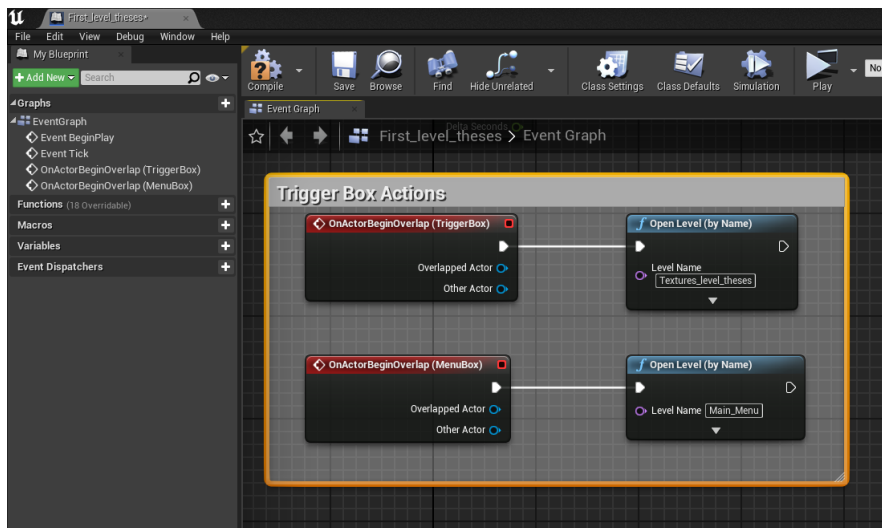 First_level_theses*
File Edit View Debug Window Help
My Blueprint
+ Add New Search
Graphs
EventGraph
Event BeginPlay
Event Tick
OnActorBeginOverlap (TriggerBox)
OnActorBeginOverlap (MenuBox)
Functions (18 Overridable)
Macros
Variables
Event Dispatchers
Compile Save Browse Find Hide Unrelated Class Settings Class Defaults Simulation Play No
Event Graph
Delta Seconds
First_level_theses > Event Graph
Trigger Box Actions
OnActorBeginOverlap (TriggerBox)
Overlapped Actor
Other Actor
Open Level (by Name)
Level Name
Textures_level_theses
OnActorBeginOverlap (MenuBox)
Overlapped Actor
Other Actor
Open Level (by Name)
Level Name Main_Menu